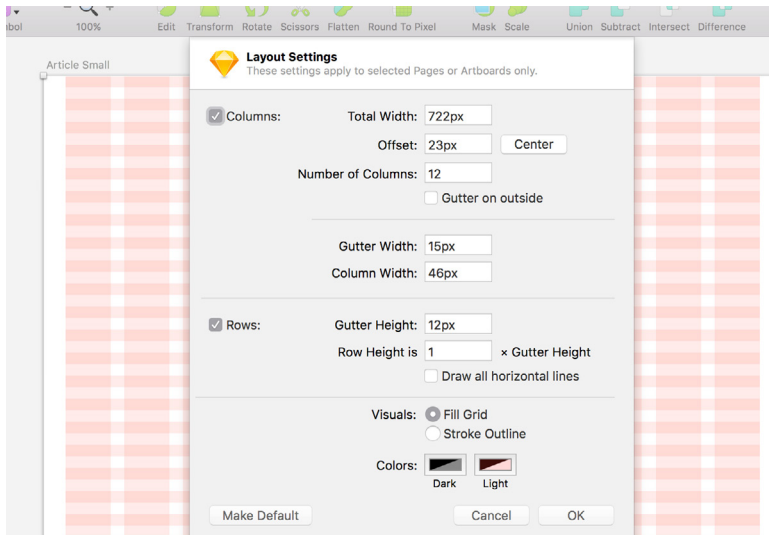 100%
Edit Transform Rotate Scissors Flatten Round To Pixel Mask Scale Union Subtract Intersect Difference
Article Small
Layout Settings
These settings apply to selected Pages or Artboards only.
Columns: Total Width: 722px
Offset: 23px Center
Number of Columns: 12
Gutter on outside
Gutter Width: 15px
Column Width: 46px
Rows: Gutter Height: 12px
Row Height is 1 × Gutter Height
Draw all horizontal lines
Visuals: Fill Grid
Stroke Outline
Colors:
Dark Light
Make Default Cancel OK